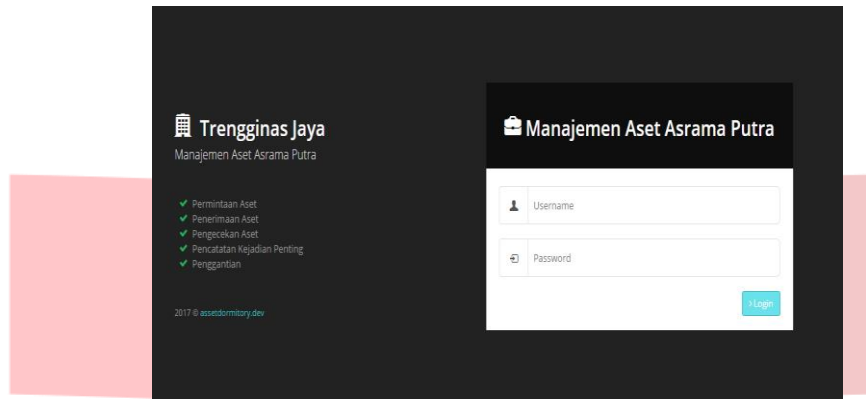 Trengginas Jaya
Manajemen Aset Asrama Putra
Permintaan Aset
Penerimaan Aset
Pengecekan Aset
Pencatatan Kejadian Penting
Penggantian
2017 © assetdormitory.dev
Manajemen Aset Asrama Putra
Username
Password
Login